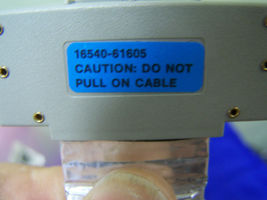 16540-61605
CAUTION: DO NOT
PULL ON CABLE